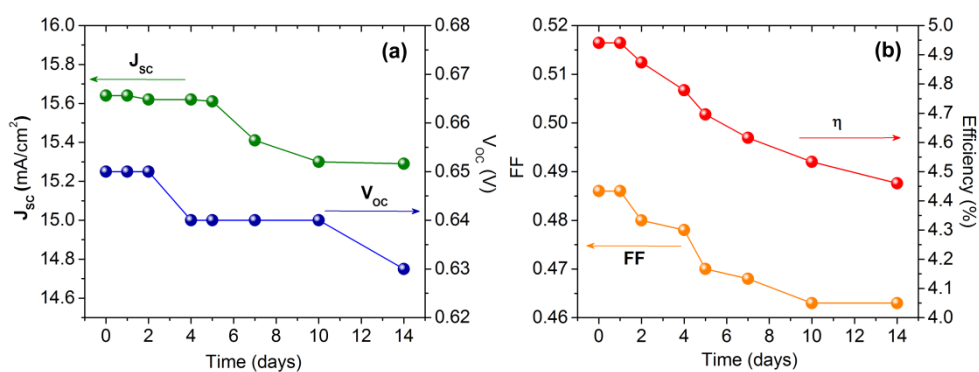 (a)
J_sc
V_OC
J_sc (mA/cm²)
16.0
15.8
15.6
15.4
15.2
15.0
14.8
14.6
0.68
0.67
0.66
0.65
0.64
0.63
0.62
V_OC (V)
0 2 4 6 8 10 12 14
Time (days)
(b)
η
FF
FF
0.52
0.51
0.50
0.49
0.48
0.47
0.46
5.0
4.9
4.8
4.7
4.6
4.5
4.4
4.3
4.2
4.1
4.0
Efficiency (%)
0 2 4 6 8 10 12 14
Time (days)